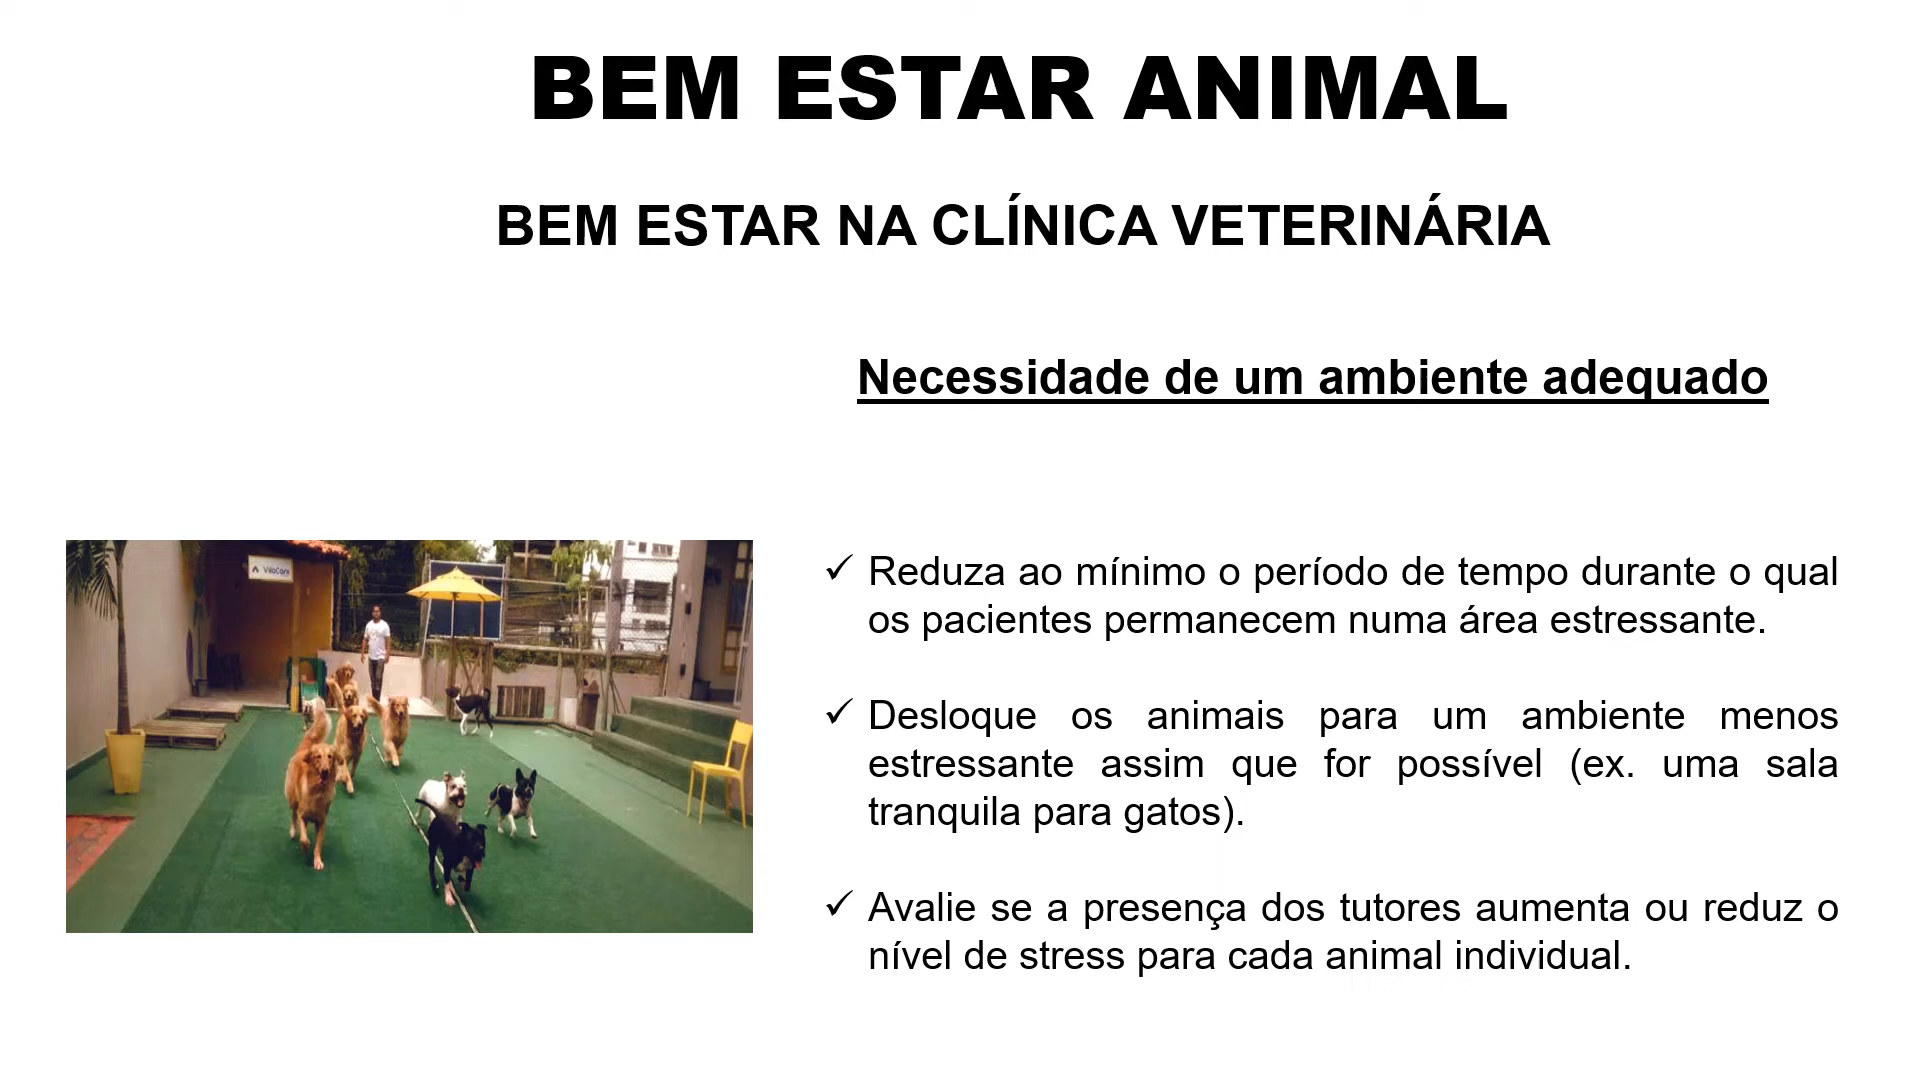 BEM ESTAR ANIMAL
BEM ESTAR NA CLÍNICA VETERINÁRIA
Necessidade de um ambiente adequado
VilaCani
✓ Reduza ao mínimo o período de tempo durante o qual
os pacientes permanecem numa área estressante.
✓ Desloque os animais para um ambiente menos
estressante assim que for possível (ex. uma sala
tranquila para gatos).
✓ Avalie se a presença dos tutores aumenta ou reduz o
nível de stress para cada animal individual.